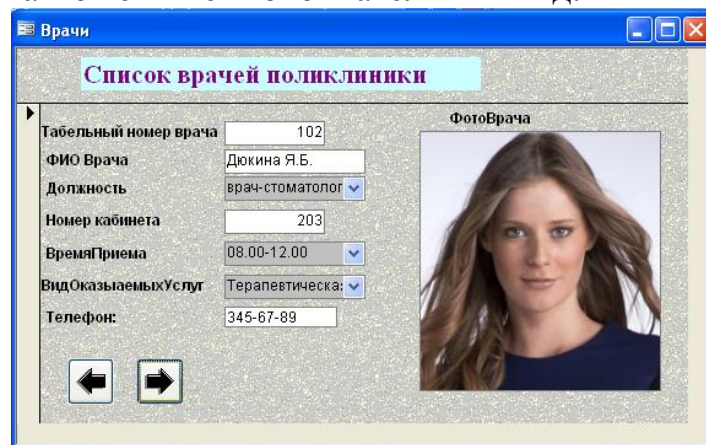 Врачи
Список врачей поликлиники
ФотоВрача
Табельный номер врача 102
ФИО Врача Дюкина Я.Б.
Должность врач-стоматолог
Номер кабинета 203
ВремяПриема 08.00-12.00
ВидОказыаемыхУслуг Терапевтическа
Телефон: 345-67-89